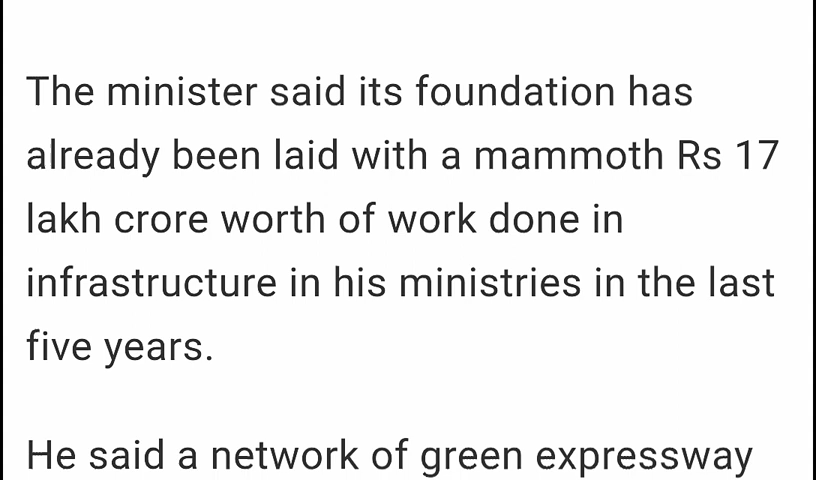 The minister said its foundation has
already been laid with a mammoth Rs 17
lakh crore worth of work done in
infrastructure in his ministries in the last
five years.
He said a network of green expressway